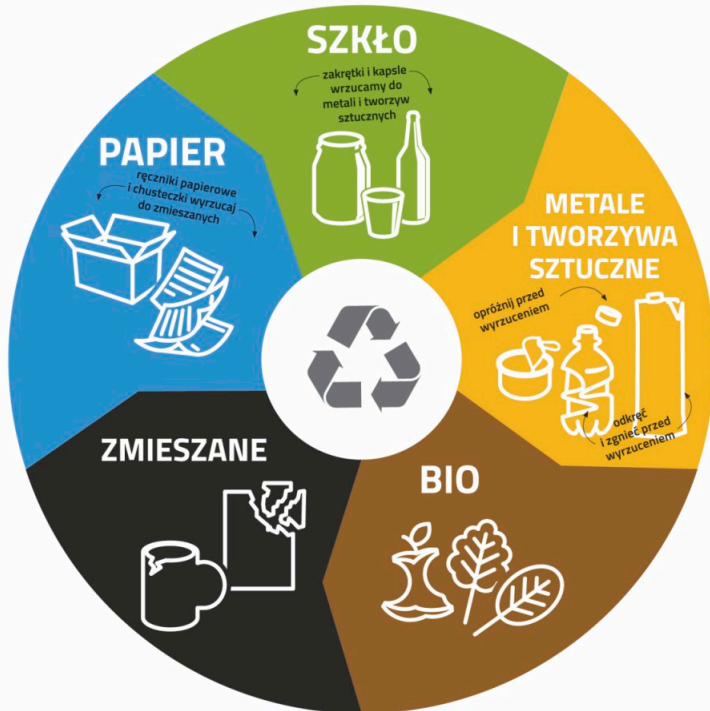 SZKŁO
zakrętki i kapsle
wrzucamy do
metali i tworzyw
sztucznych
PAPIER
ręczniki papierowe
i chusteczki wyrzucaj
do zmieszanych
METALE
I TWORZYWA
SZTUCZNE
opróżnij przed
wyrzuceniem
odkręć
i zgnieć przed
wyrzuceniem
ZMIESZANE
BIO